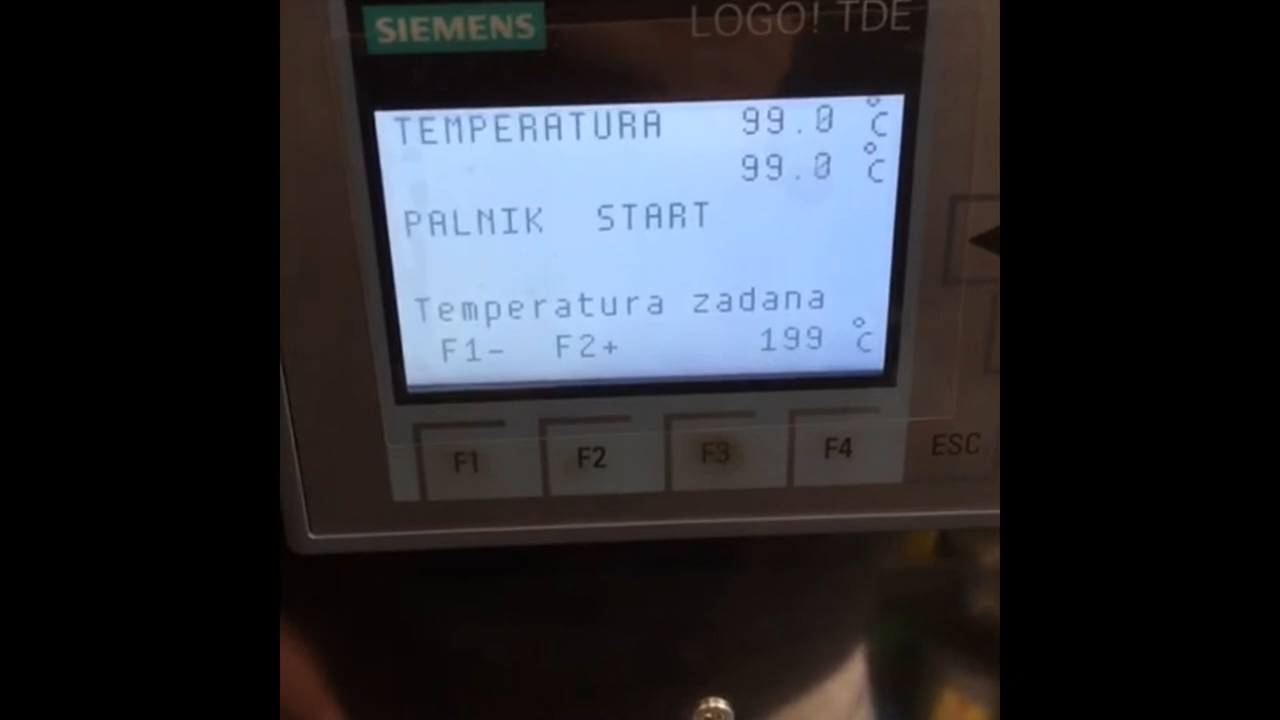 SIEMENS LOGO! TDE
TEMPERATURA 99.0 °C
99.0 °C
PALNIK START
Temperatura zadana
F1- F2+ 199 °C
F1 F2 F3 F4 ESC